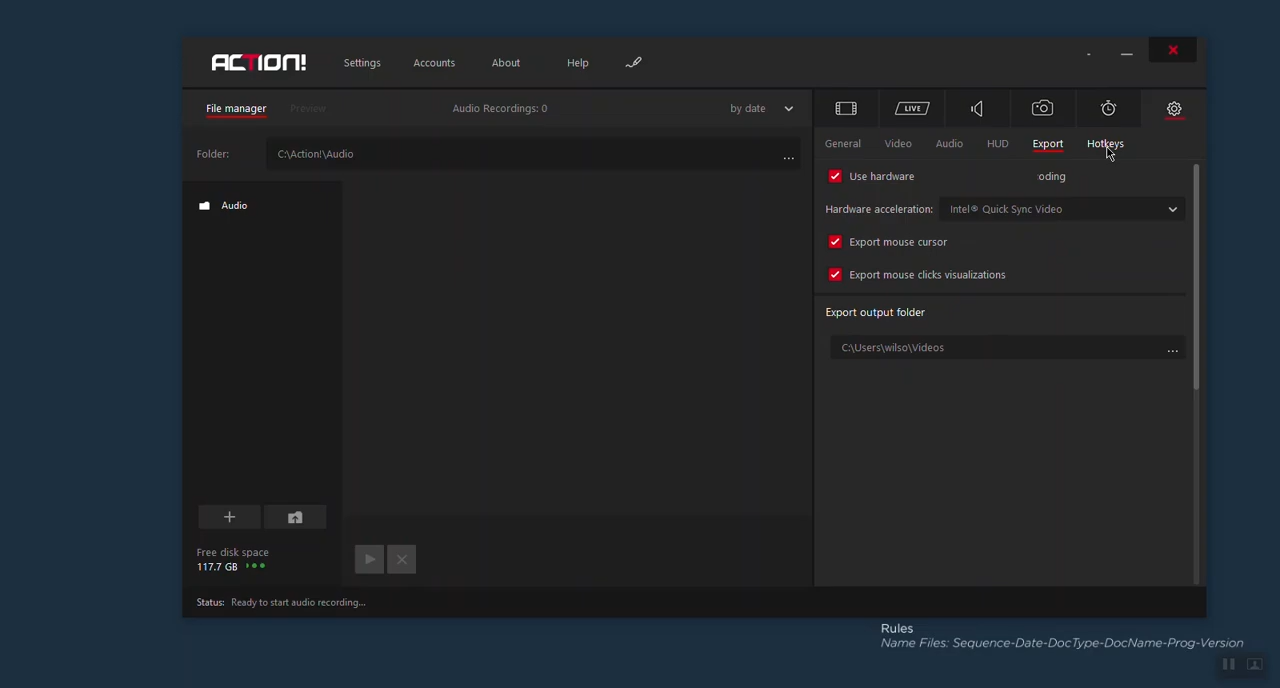 ACTION! Settings Accounts About Help
File manager Preview Audio Recordings: 0 by date LIVE
General Video Audio HUD Export Hotkeys
Folder: C:\Action!\Audio ...
Use hardware oding
Audio
Hardware acceleration: Intel® Quick Sync Video
Export mouse cursor
Export mouse clicks visualizations
Export output folder
C:\Users\wilso\Videos ...
Free disk space
117.7 GB
Status: Ready to start audio recording...
Rules
Name Files: Sequence-Date-DocType-DocName-Prog-Version